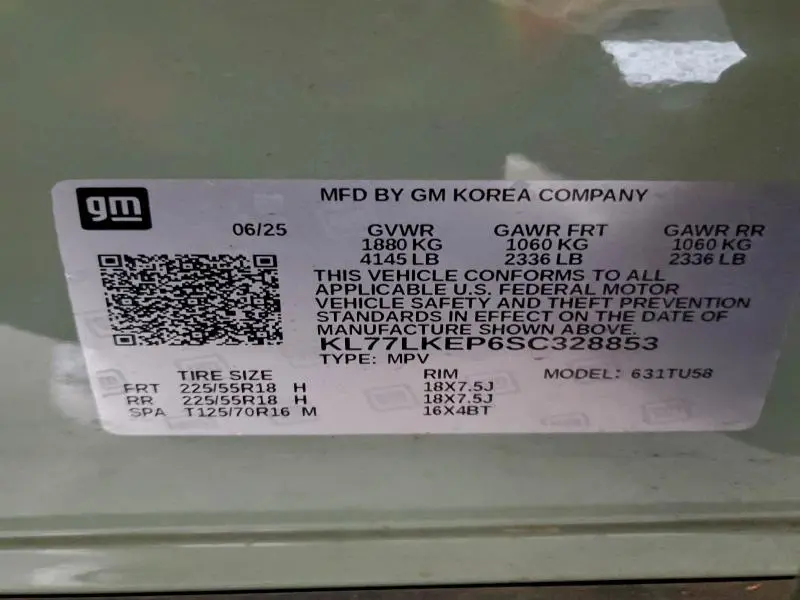 gm
MFD BY GM KOREA COMPANY
06/25 GVWR GAWR FRT GAWR RR
1880 KG 1060 KG 1060 KG
4145 LB 2336 LB 2336 LB
THIS VEHICLE CONFORMS TO ALL
APPLICABLE U.S. FEDERAL MOTOR
VEHICLE SAFETY AND THEFT PREVENTION
STANDARDS IN EFFECT ON THE DATE OF
MANUFACTURE SHOWN ABOVE.
KL77LKEP6SC328853
TYPE: MPV
TIRE SIZE RIM MODEL: 631TU58
FRT 225/55R18 H 18X7.5J
RR 225/55R18 H 18X7.5J
SPA T125/70R16 M 16X4BT